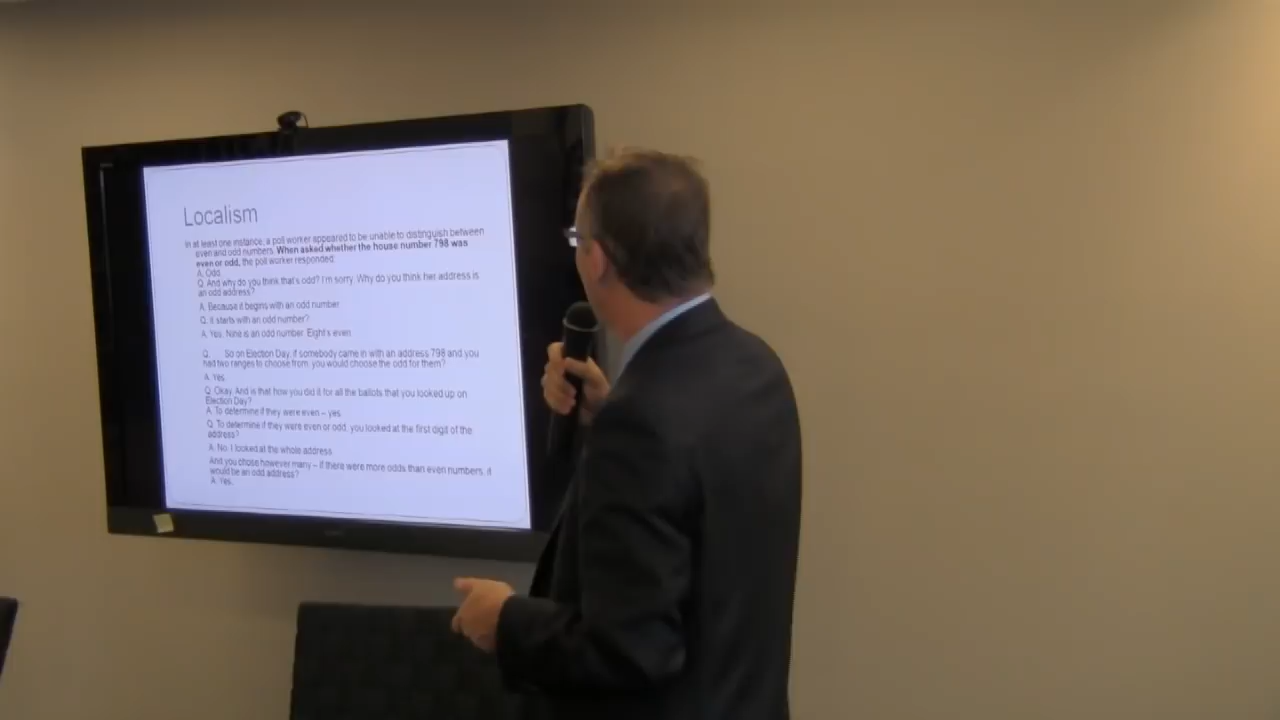 Localism
In at least one instance, a poll worker appeared to be unable to distinguish between
even and odd numbers. When asked whether the house number 798 was
even or odd, the poll worker responded:
A. Odd.
Q. And why do you think that's odd? I'm sorry. Why do you think her address is
an odd address?
A. Because it begins with an odd number.
Q. It starts with an odd number?
A. Yes. Nine is an odd number. Eight's even.
Q. So on Election Day, if somebody came in with an address 798 and you
had two ranges to choose from, you would choose the odd for them?
A. Yes.
Q. Okay. And is that how you did it for all the ballots that you looked up on
Election Day?
A. To determine if they were even – yes.
Q. To determine if they were even or odd, you looked at the first digit of the
address?
A. No. I looked at the whole address.
And you chose however many – if there were more odds than even numbers, it
would be an odd address?
A. Yes.